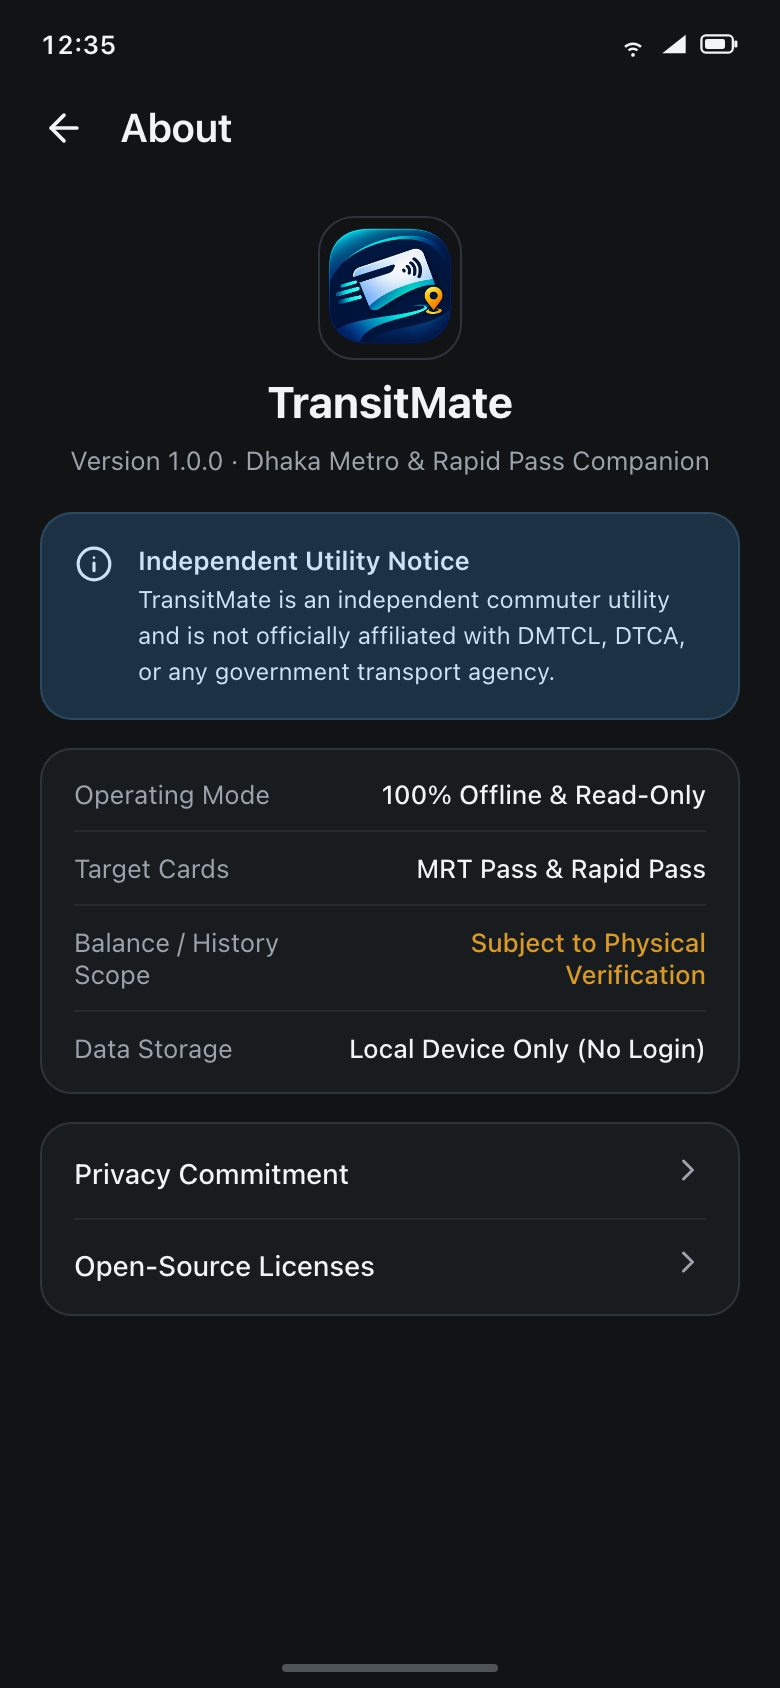 12:35
About
TransitMate
Version 1.0.0 · Dhaka Metro & Rapid Pass Companion
Independent Utility Notice
TransitMate is an independent commuter utility
and is not officially affiliated with DMTCL, DTCA,
or any government transport agency.
Operating Mode 100% Offline & Read-Only
Target Cards MRT Pass & Rapid Pass
Balance / History Subject to Physical
Scope Verification
Data Storage Local Device Only (No Login)
Privacy Commitment
Open-Source Licenses